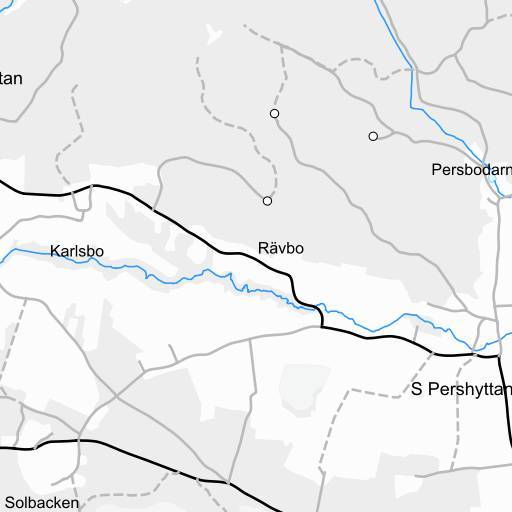 tan
Persbodarn
Rävbo
Karlsbo
S Pershyttan
Solbacken